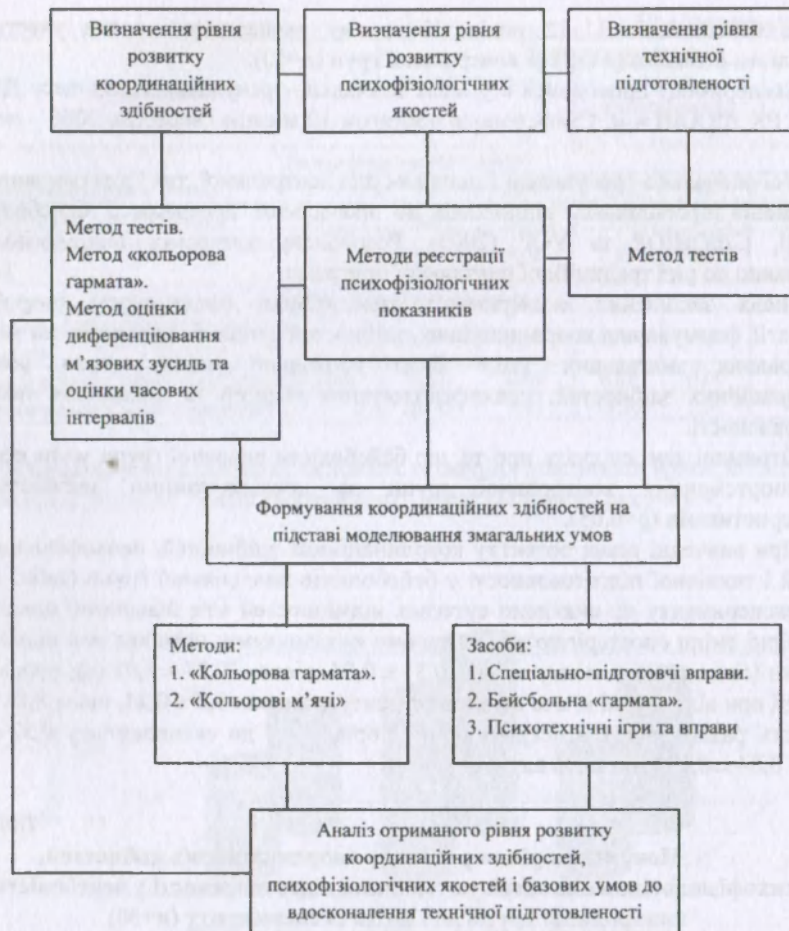 Визначення рівня
розвитку
координаційних
здібностей
Визначення рівня
розвитку
психофізіологічних
якостей
Визначення рівня
технічної
підготовленості
Метод тестів.
Метод «кольорова
гармата».
Метод оцінки
диференціювання
м’язових зусиль та
оцінки часових
інтервалів
Методи реєстрації
психофізіологічних
показників
Метод тестів
Формування координаційних здібностей на
підставі моделювання змагальних умов
Методи:
1. «Кольорова гармата».
2. «Кольорові м’ячі»
Засоби:
1. Спеціально-підготовчі вправи.
2. Бейсбольна «гармата».
3. Психотехнічні ігри та вправи
Аналіз отриманого рівня розвитку
координаційних здібностей,
психофізіологічних якостей і базових умов до
вдосконалення технічної підготовленості